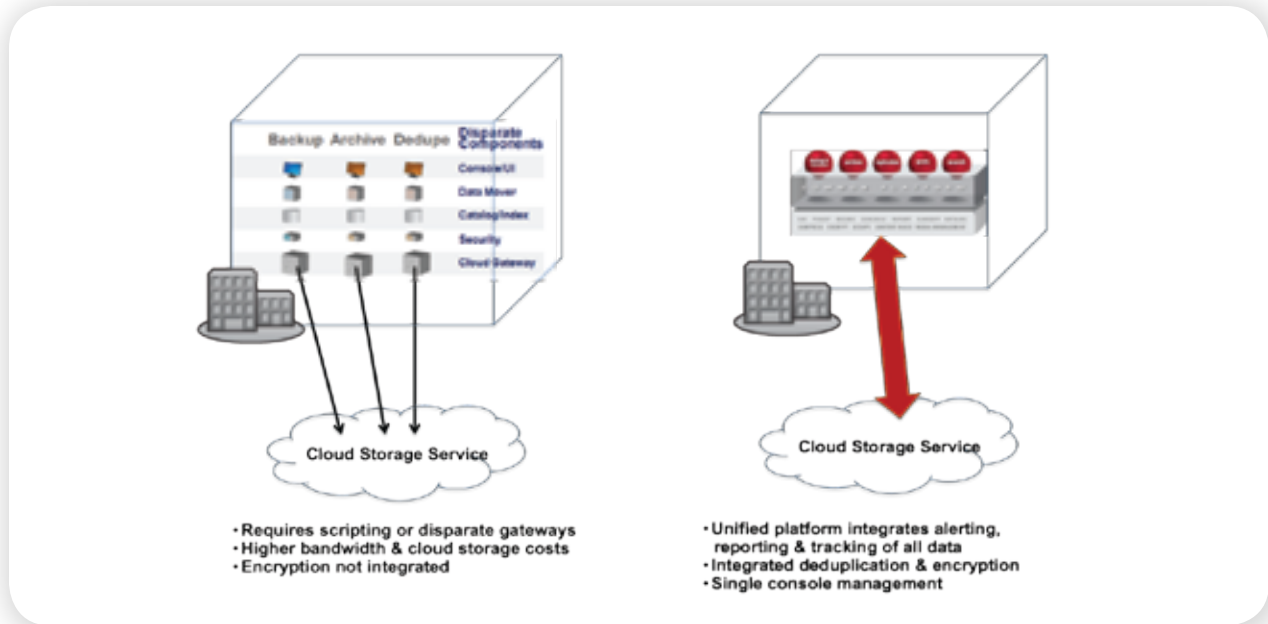 Backup Archive Dedupe Disparate
Components
Console/UI
Data Mover
Catalog/Index
Security
Cloud Gateway
Cloud Storage Service
• Requires scripting or disparate gateways
• Higher bandwidth & cloud storage costs
• Encryption not integrated
Cloud Storage Service
• Unified platform integrates alerting,
reporting & tracking of all data
• Integrated deduplication & encryption
• Single console management